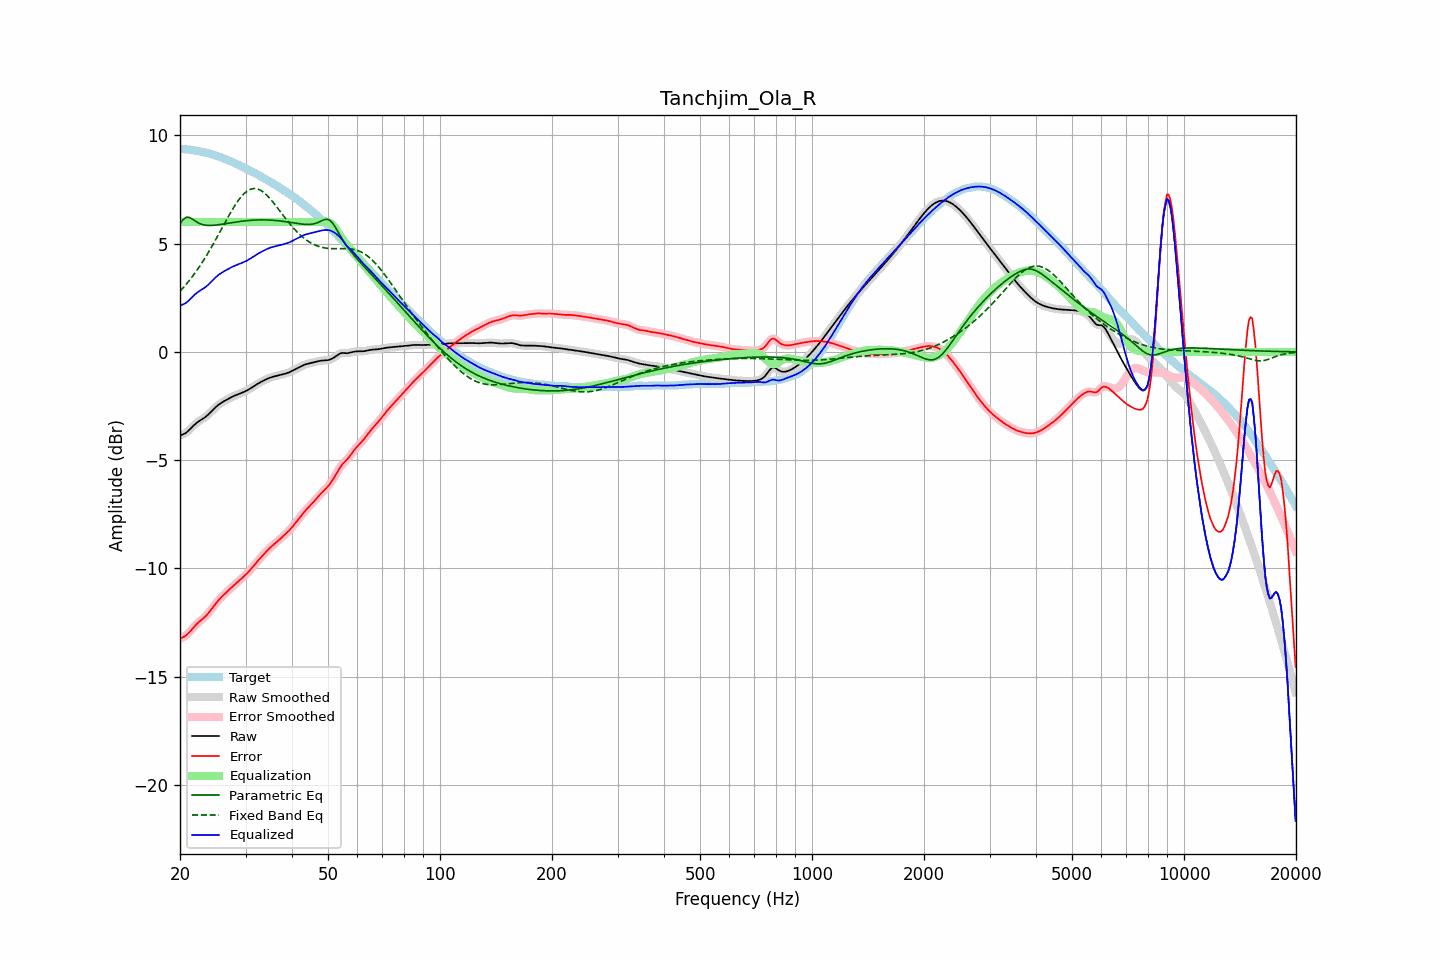 Tanchjim_Ola_R
10
5
0
−5
−10
−15
−20
Amplitude (dBr)
Target
Raw Smoothed
Error Smoothed
Raw
Error
Equalization
Parametric Eq
Fixed Band Eq
Equalized
20 50 100 200 500 1000 2000 5000 10000 20000
Frequency (Hz)